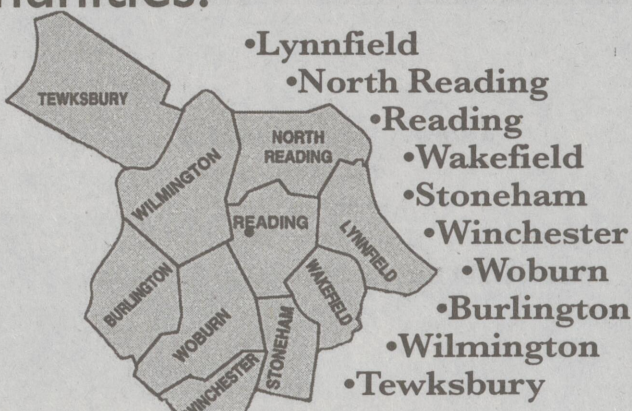 •Lynnfield
•North Reading
•Reading
•Wakefield
•Stoneham
•Winchester
•Woburn
•Burlington
•Wilmington
•Tewksbury
TEWKSBURY
WILMINGTON
NORTH
READING
READING
LYNNFIELD
BURLINGTON
WOBURN
WAKEFIELD
STONEHAM
WINCHESTER